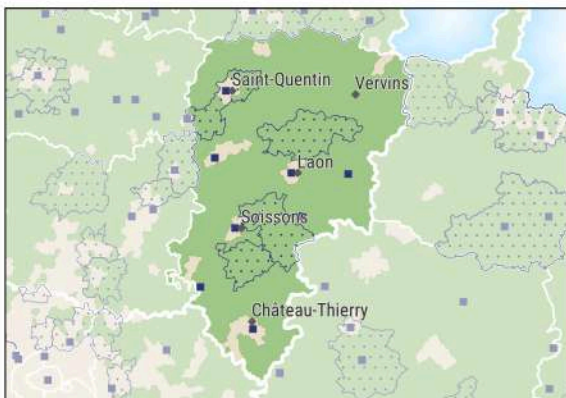 Saint-Quentin
Vervins
Laon
Soissons
Château-Thierry